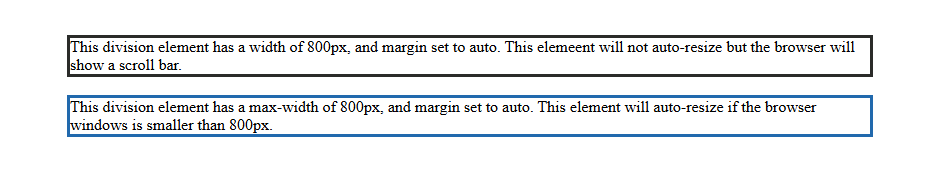 This division element has a width of 800px, and margin set to auto. This elemeent will not auto-resize but the browser will
show a scroll bar.
This division element has a max-width of 800px, and margin set to auto. This element will auto-resize if the browser
windows is smaller than 800px.